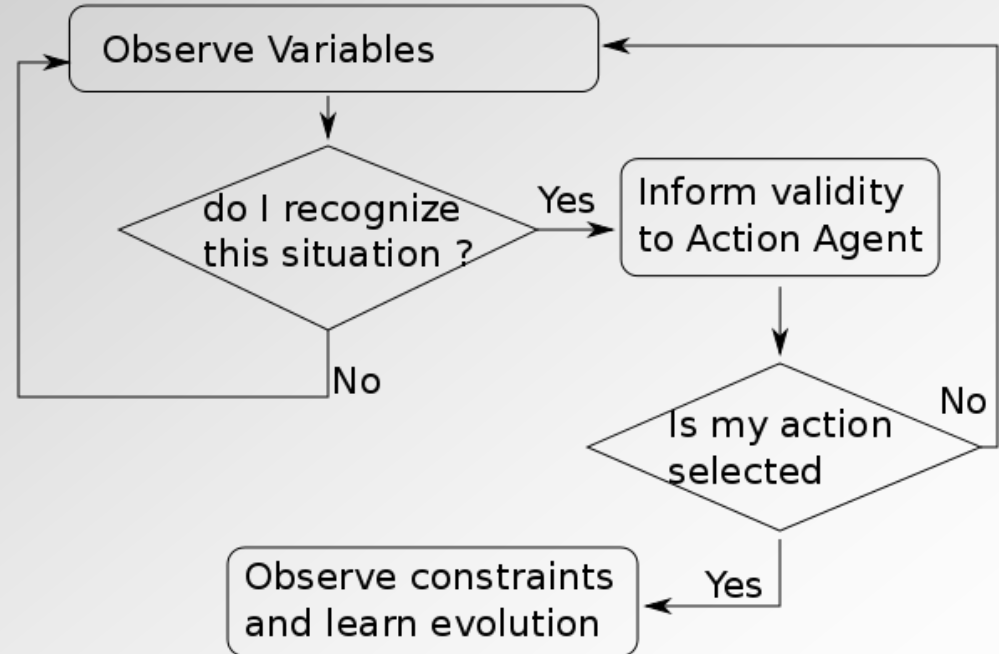 Observe Variables
do I recognize
this situation ?
Yes
Inform validity
to Action Agent
No
Is my action
selected
No
Yes
Observe constraints
and learn evolution